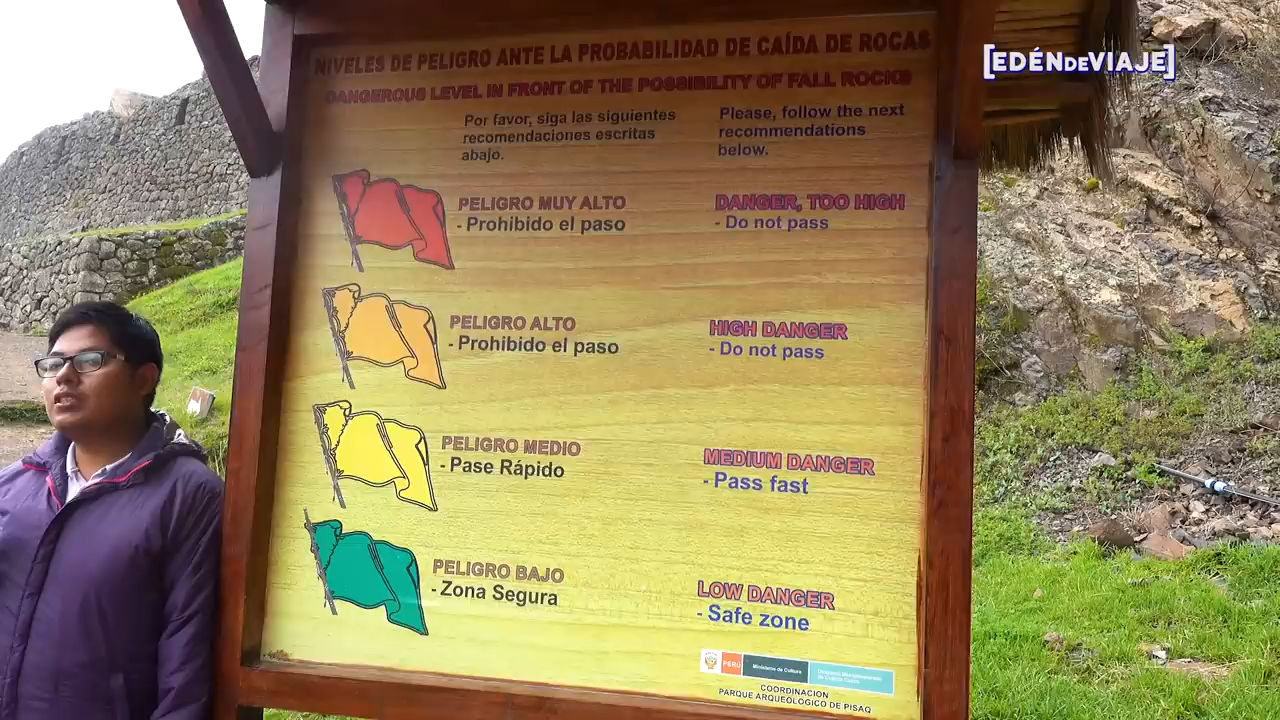 [EDÉNDEVIAJE]
NIVELES DE PELIGRO ANTE LA PROBABILIDAD DE CAÍDA DE ROCAS
DANGEROUS LEVEL IN FRONT OF THE POSSIBILITY OF FALL ROCKS
Por favor, siga las siguientes
recomendaciones escritas
abajo.
Please, follow the next
recommendations
below.
PELIGRO MUY ALTO
- Prohibido el paso
DANGER, TOO HIGH
- Do not pass
PELIGRO ALTO
- Prohibido el paso
HIGH DANGER
- Do not pass
PELIGRO MEDIO
- Pase Rápido
MEDIUM DANGER
- Pass fast
PELIGRO BAJO
- Zona Segura
LOW DANGER
- Safe zone
PERÚ
Ministerio de Cultura
COORDINACION
PARQUE ARQUEOLOGICO DE PISAQ